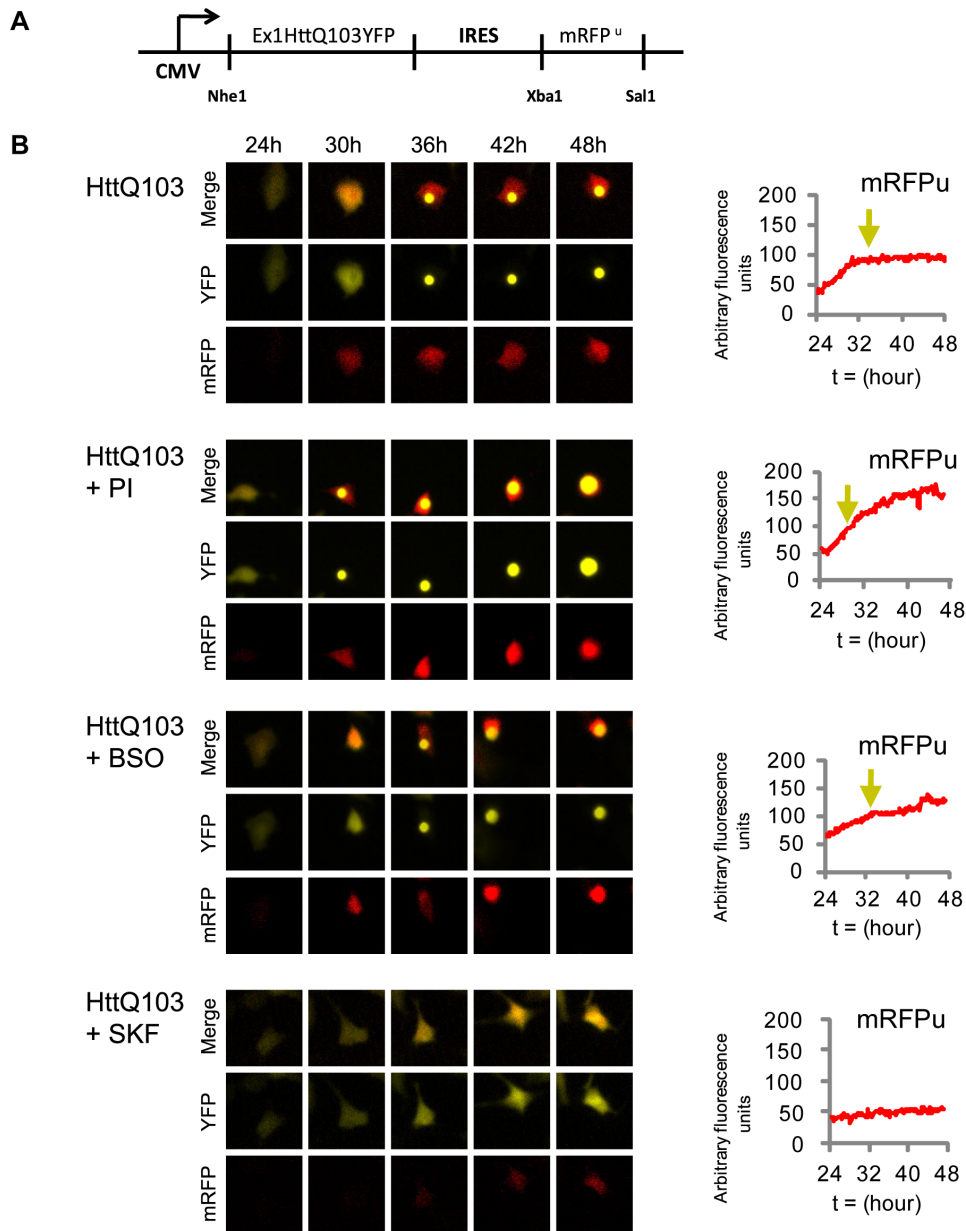 A
Ex1HttQ103YFP IRES mRFP u
CMV
Nhe1 Xba1 Sal1
B
24h 30h 36h 42h 48h
HttQ103
Merge
YFP
mRFP
mRFPu
Arbitrary fluorescence
units
200
150
100
50
0
24 32 40 48
t = (hour)
HttQ103
+ PI
Merge
YFP
mRFP
mRFPu
Arbitrary fluorescence
units
200
150
100
50
0
24 32 40 48
t = (hour)
HttQ103
+ BSO
Merge
YFP
mRFP
mRFPu
Arbitrary fluorescence
units
200
150
100
50
0
24 32 40 48
t = (hour)
HttQ103
+ SKF
Merge
YFP
mRFP
mRFPu
Arbitrary fluorescence
units
200
150
100
50
0
24 32 40 48
t = (hour)